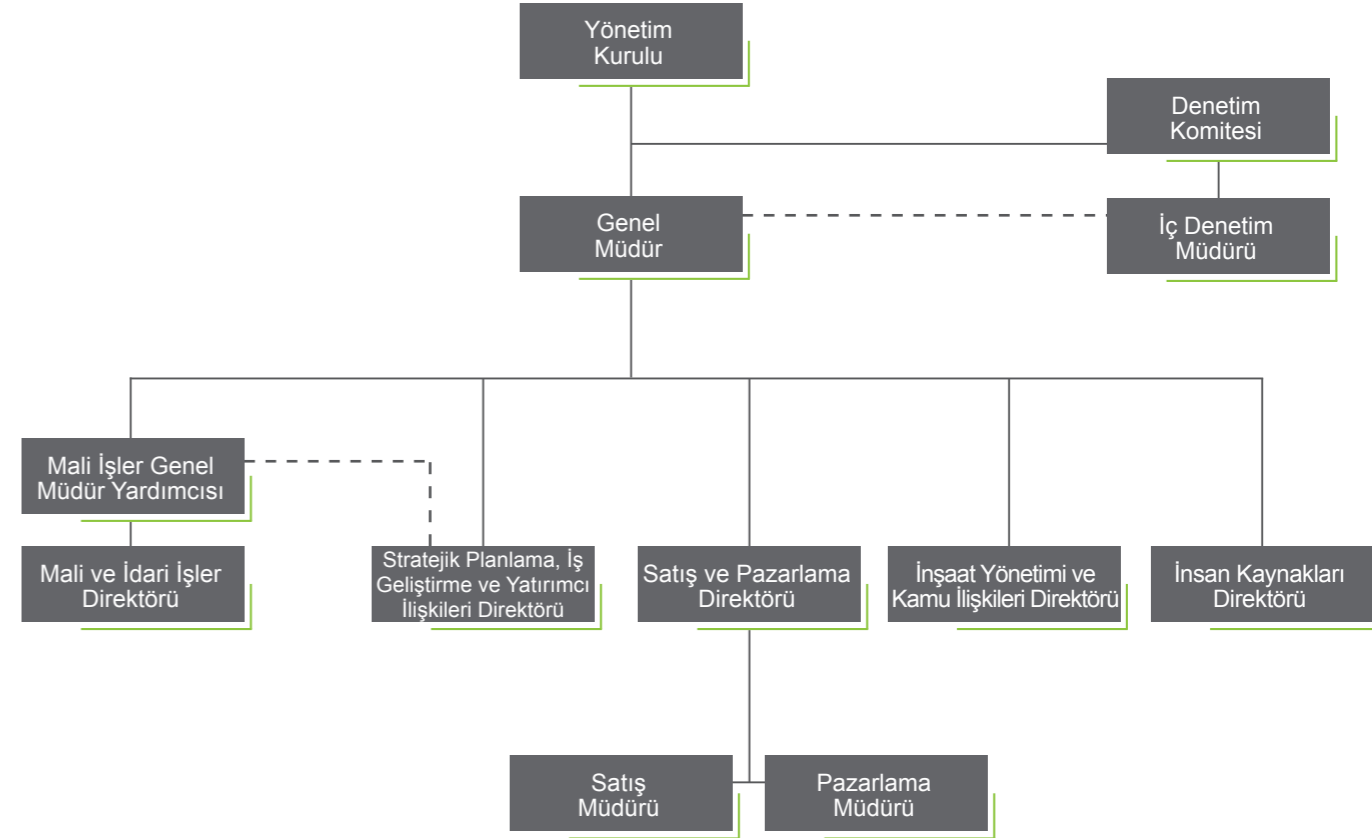 Yönetim
Kurulu
Denetim
Komitesi
Genel
Müdür
İç Denetim
Müdürü
Mali İşler Genel
Müdür Yardımcısı
Mali ve İdari İşler
Direktörü
Stratejik Planlama, İş
Geliştirme ve Yatırımcı
İlişkileri Direktörü
Satış ve Pazarlama
Direktörü
İnşaat Yönetimi ve
Kamu İlişkileri Direktörü
İnsan Kaynakları
Direktörü
Satış
Müdürü
Pazarlama
Müdürü